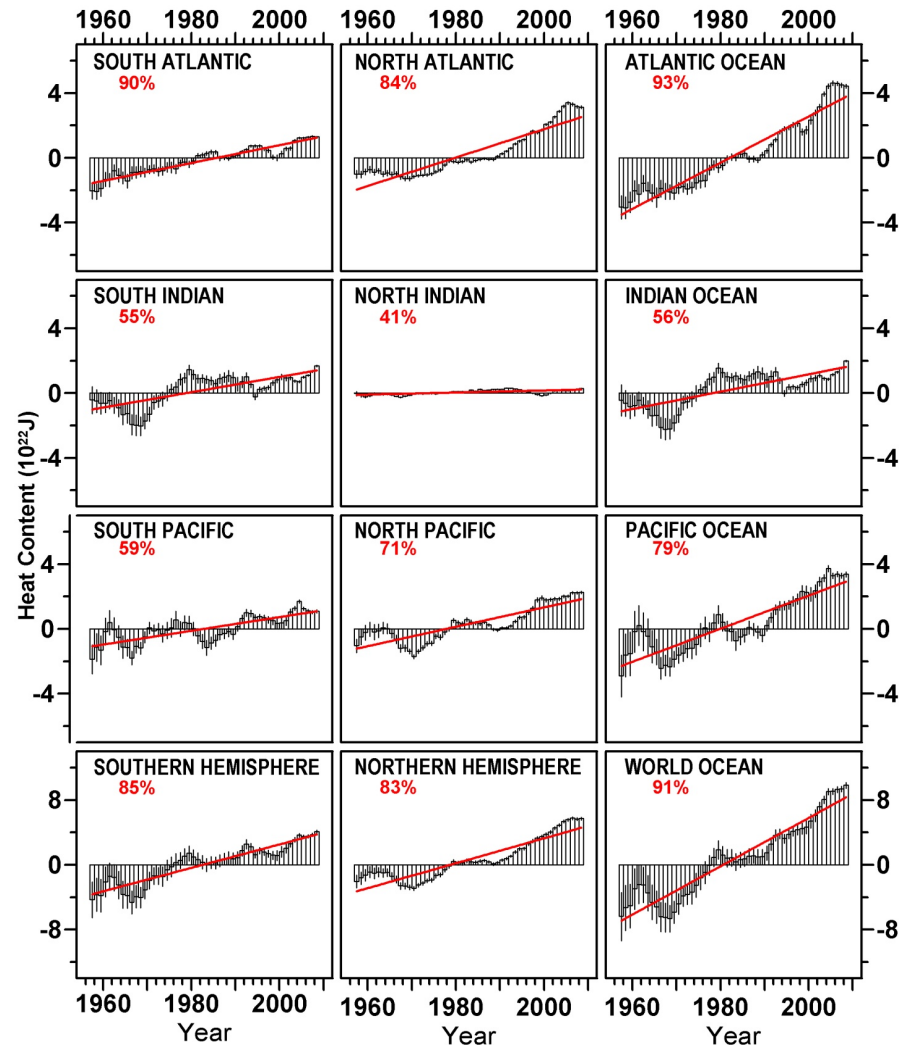 1960 1980 2000 1960 1980 2000 1960 1980 2000
SOUTH ATLANTIC
90%
NORTH ATLANTIC
84%
ATLANTIC OCEAN
93%
4
0
-4
4
0
-4
SOUTH INDIAN
55%
NORTH INDIAN
41%
INDIAN OCEAN
56%
4
0
-4
4
0
-4
Heat Content (10²²J)
SOUTH PACIFIC
59%
NORTH PACIFIC
71%
PACIFIC OCEAN
79%
4
0
-4
4
0
-4
SOUTHERN HEMISPHERE
85%
NORTHERN HEMISPHERE
83%
WORLD OCEAN
91%
8
0
-8
8
0
-8
1960 1980 2000 1960 1980 2000 1960 1980 2000
Year Year Year